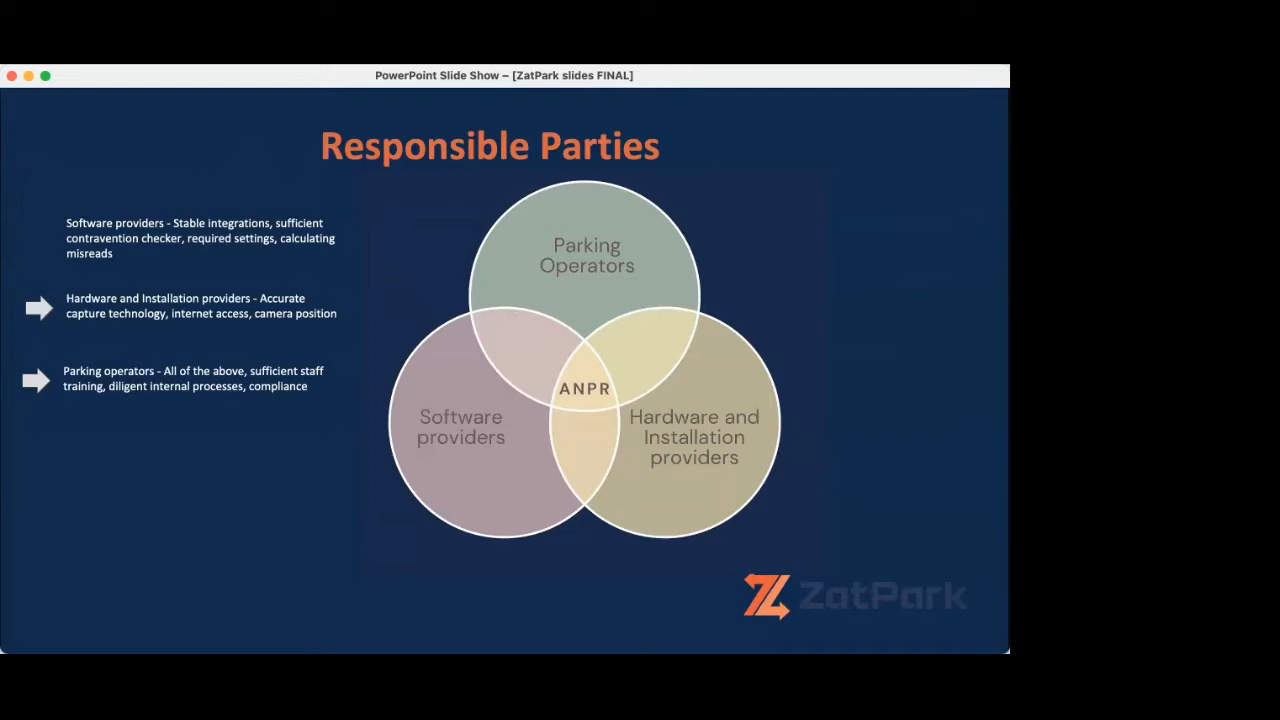 PowerPoint Slide Show – [ZatPark slides FINAL]
Responsible Parties
Software providers - Stable integrations, sufficient
contravention checker, required settings, calculating
misreads
Hardware and Installation providers - Accurate
capture technology, internet access, camera position
Parking operators - All of the above, sufficient staff
training, diligent internal processes, compliance
Parking
Operators
ANPR
Software
providers
Hardware and
Installation
providers
ZatPark